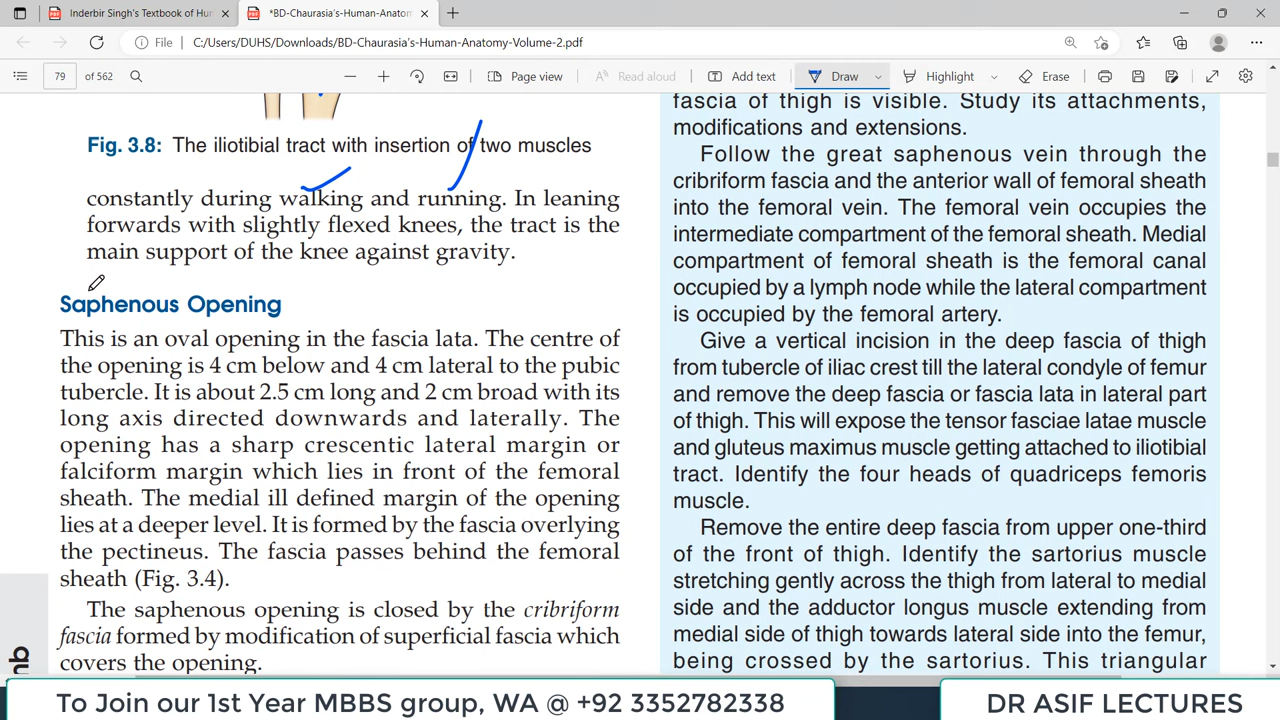 Inderbir Singh's Textbook of Hum
*BD-Chaurasia's-Human-Anatomy
File
C:/Users/DUHS/Downloads/BD-Chaurasia's-Human-Anatomy-Volume-2.pdf
79 of 562
Page view
Read aloud
Add text
Draw
Highlight
Erase
Fig. 3.8: The iliotibial tract with insertion of two muscles
constantly during walking and running. In leaning
forwards with slightly flexed knees, the tract is the
main support of the knee against gravity.
Saphenous Opening
This is an oval opening in the fascia lata. The centre of
the opening is 4 cm below and 4 cm lateral to the pubic
tubercle. It is about 2.5 cm long and 2 cm broad with its
long axis directed downwards and laterally. The
opening has a sharp crescentic lateral margin or
falciform margin which lies in front of the femoral
sheath. The medial ill defined margin of the opening
lies at a deeper level. It is formed by the fascia overlying
the pectineus. The fascia passes behind the femoral
sheath (Fig. 3.4).
The saphenous opening is closed by the cribriform
fascia formed by modification of superficial fascia which
covers the opening.
fascia of thigh is visible. Study its attachments,
modifications and extensions.
Follow the great saphenous vein through the
cribriform fascia and the anterior wall of femoral sheath
into the femoral vein. The femoral vein occupies the
intermediate compartment of the femoral sheath. Medial
compartment of femoral sheath is the femoral canal
occupied by a lymph node while the lateral compartment
is occupied by the femoral artery.
Give a vertical incision in the deep fascia of thigh
from tubercle of iliac crest till the lateral condyle of femur
and remove the deep fascia or fascia lata in lateral part
of thigh. This will expose the tensor fasciae latae muscle
and gluteus maximus muscle getting attached to iliotibial
tract. Identify the four heads of quadriceps femoris
muscle.
Remove the entire deep fascia from upper one-third
of the front of thigh. Identify the sartorius muscle
stretching gently across the thigh from lateral to medial
side and the adductor longus muscle extending from
medial side of thigh towards lateral side into the femur,
being crossed by the sartorius. This triangular
mb
To Join our 1st Year MBBS group, WA @ +92 3352782338
DR ASIF LECTURES